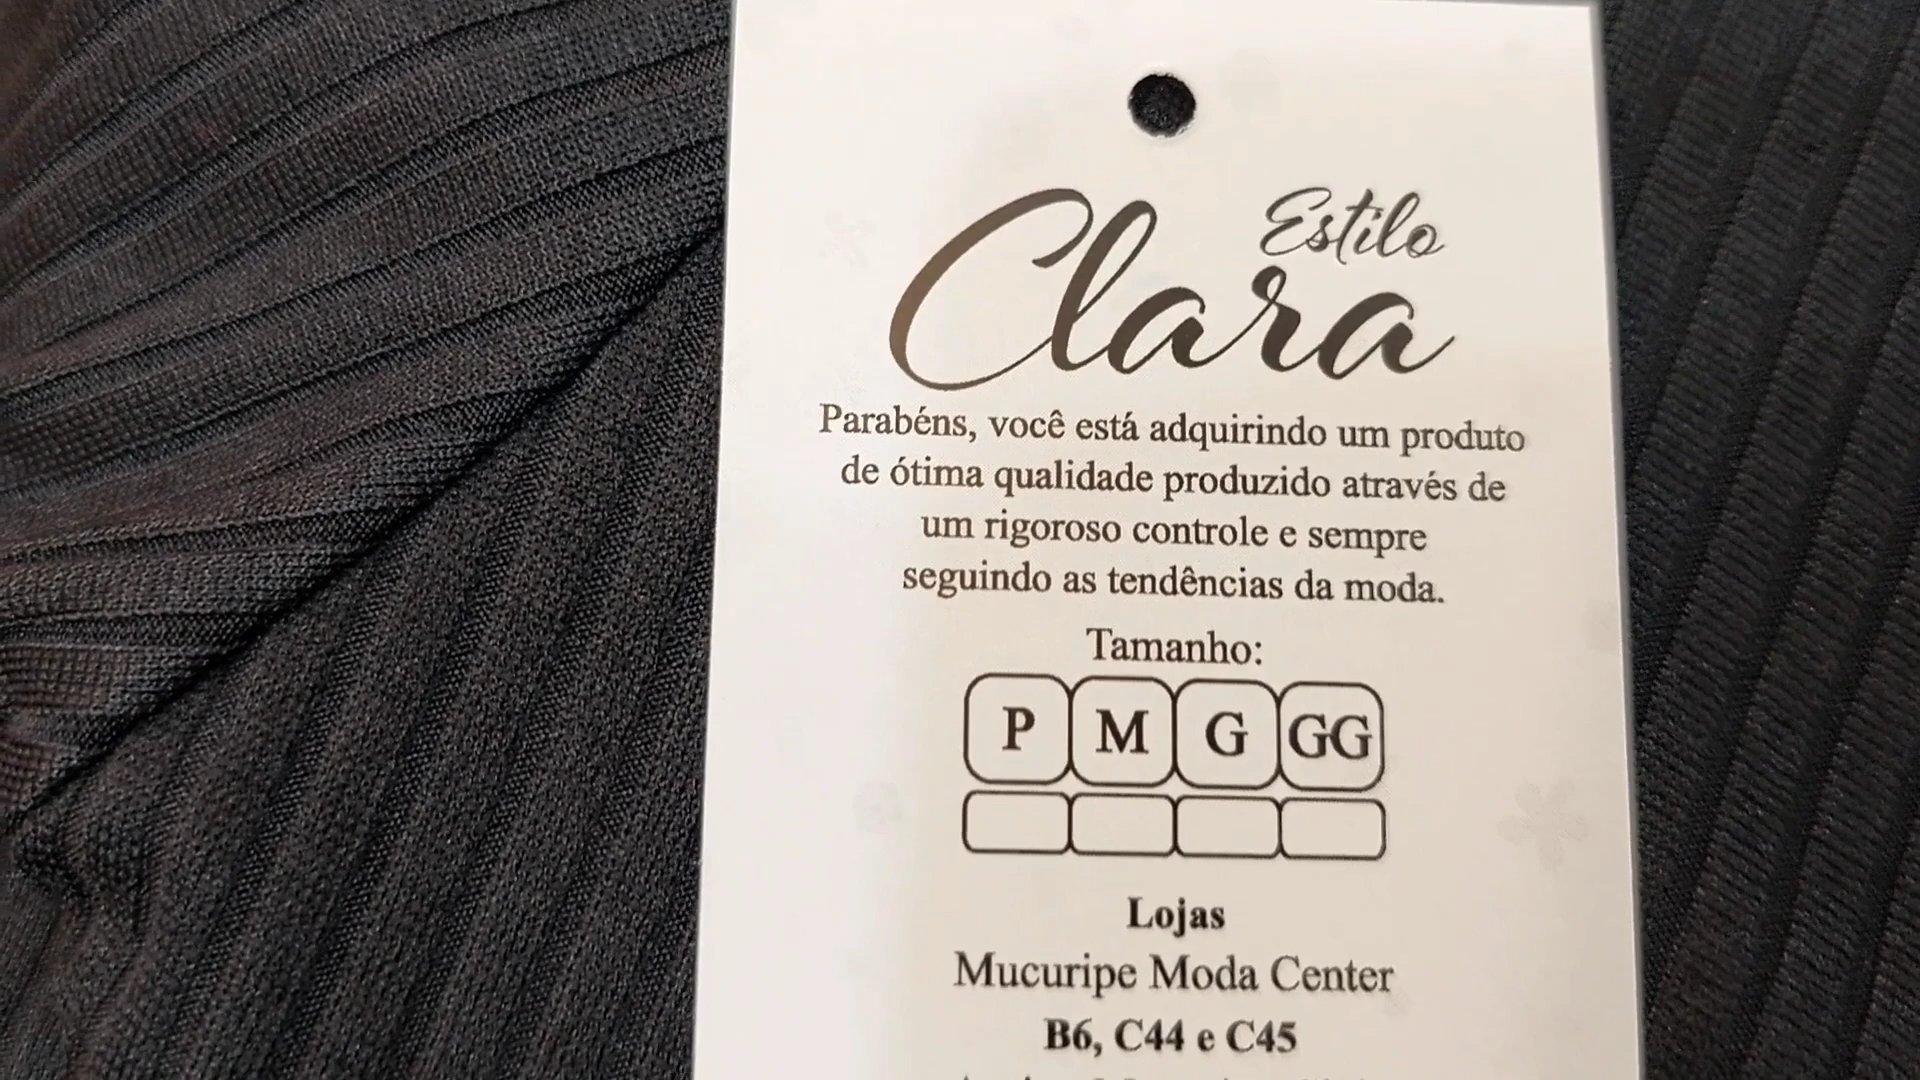 Estilo
Clara
Parabéns, você está adquirindo um produto
de ótima qualidade produzido através de
um rigoroso controle e sempre
seguindo as tendências da moda.
Tamanho:
P M G GG
Lojas
Mucuripe Moda Center
B6, C44 e C45